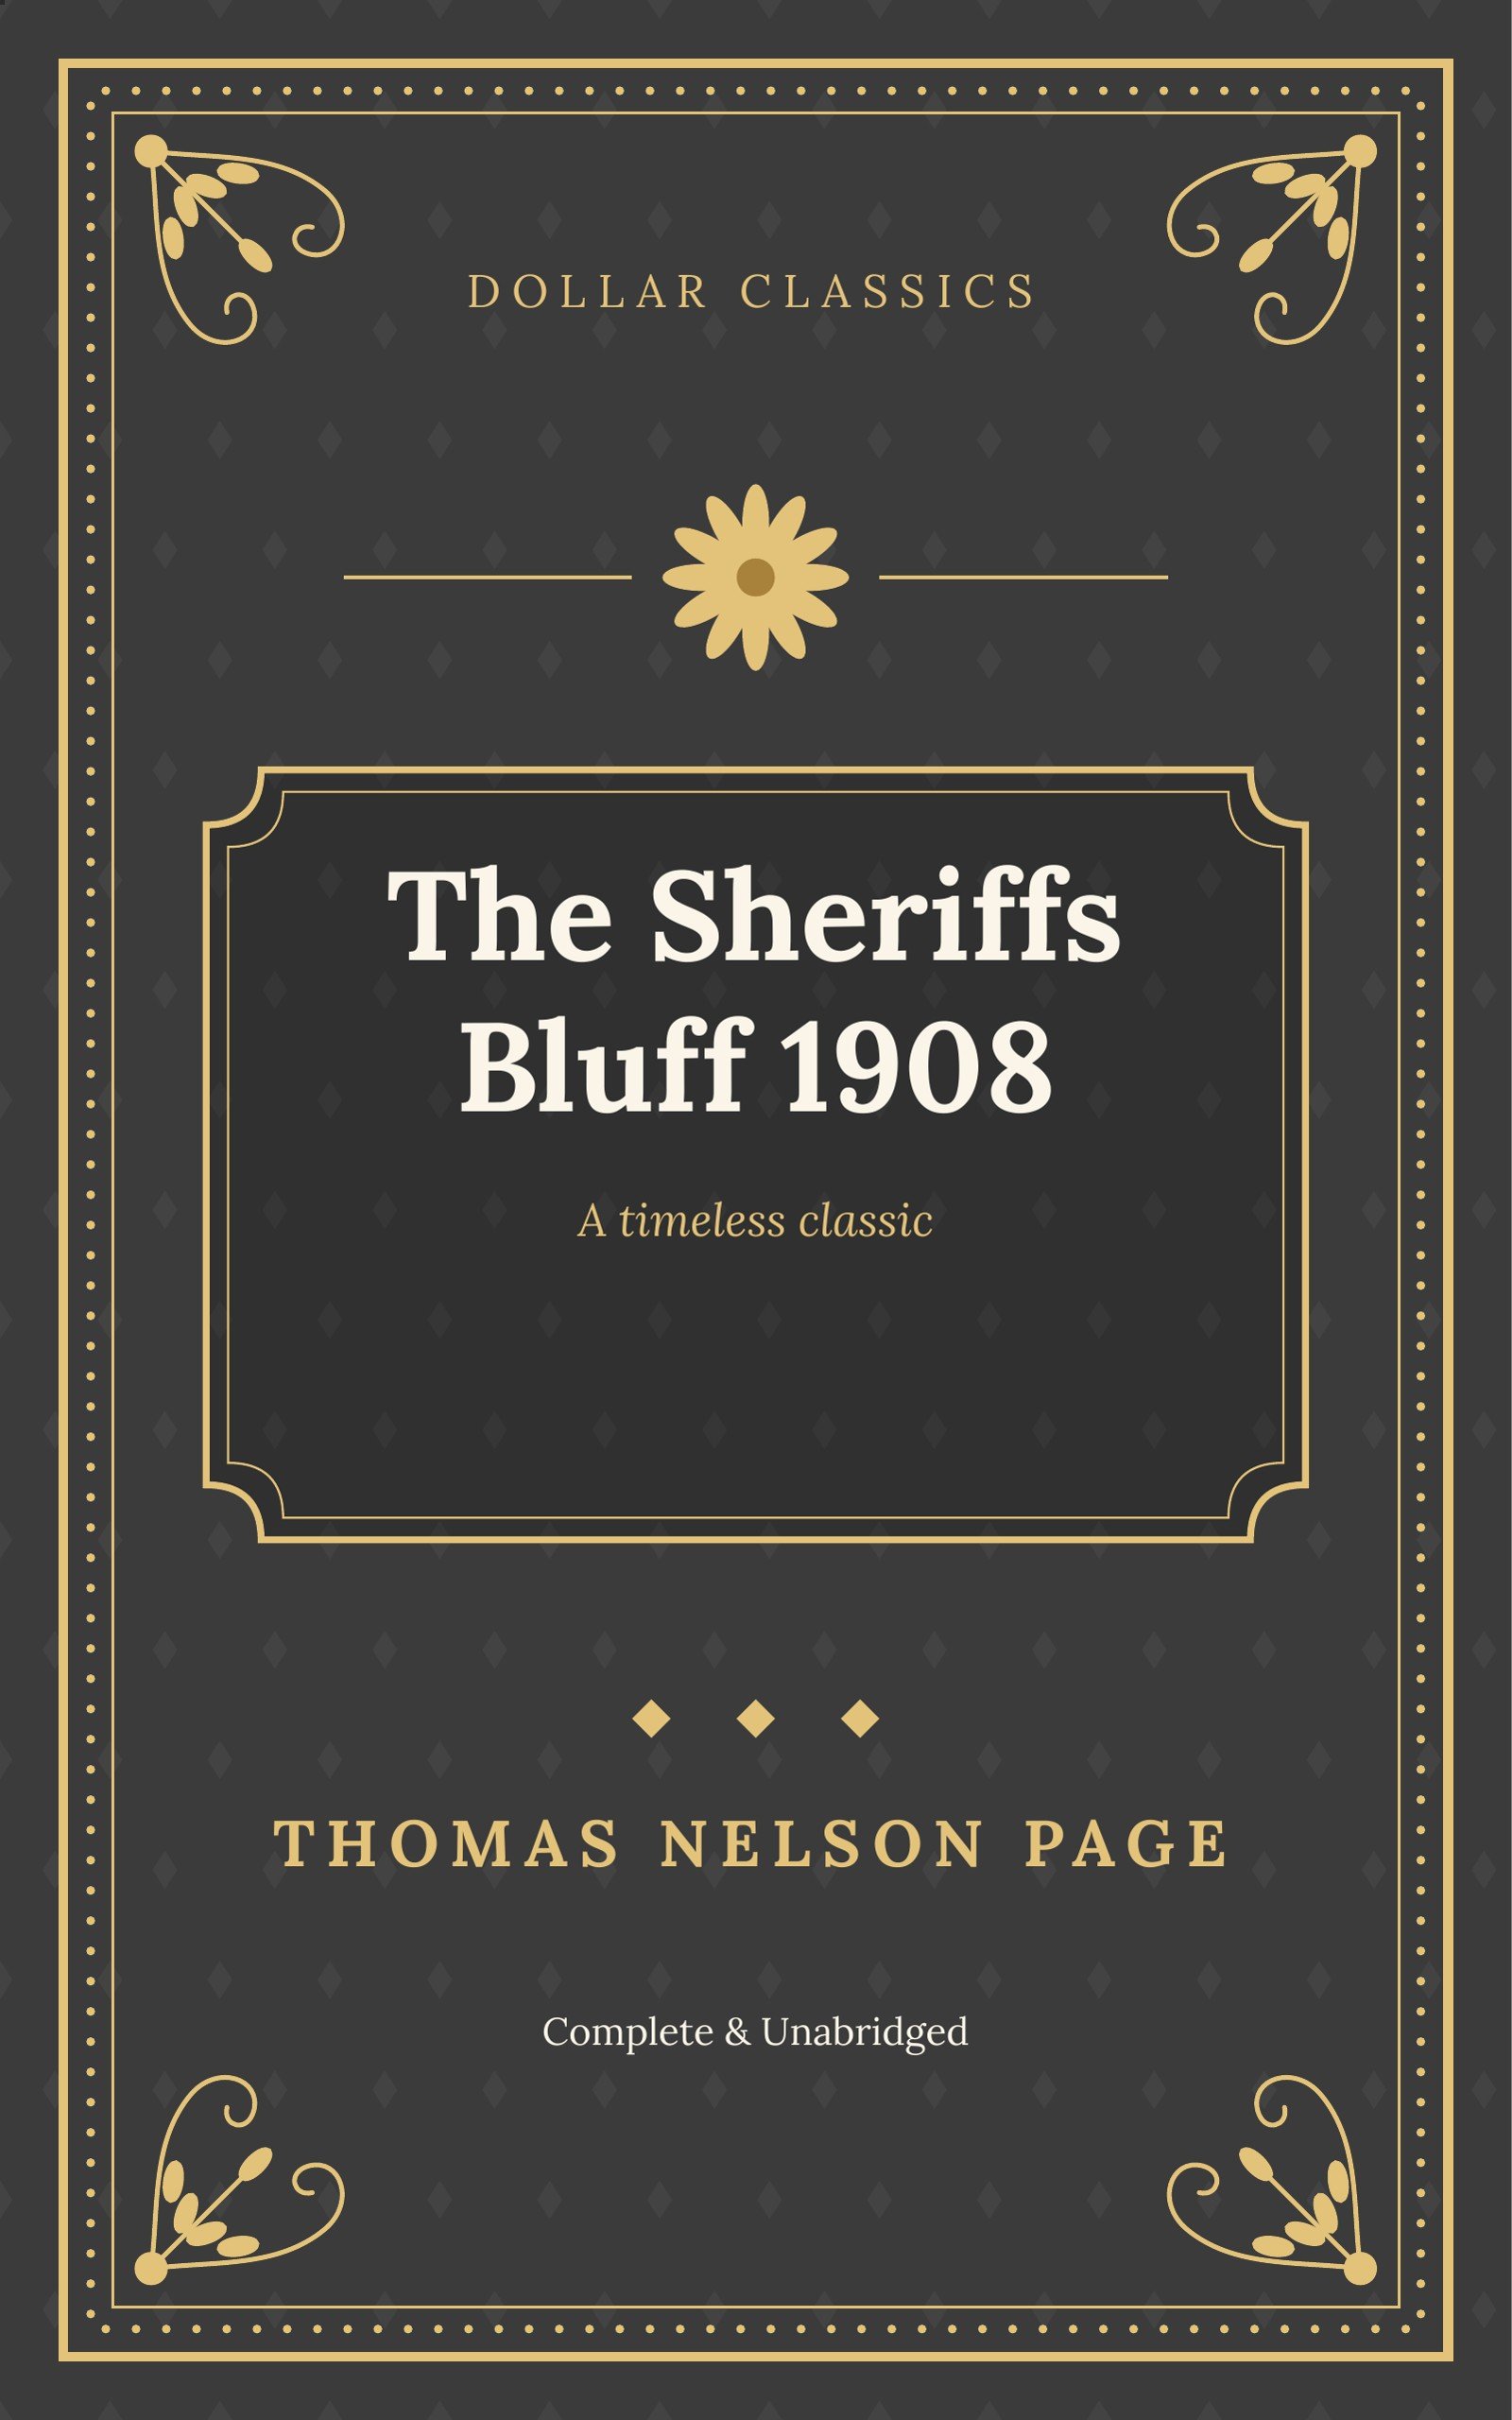 DOLLAR CLASSICS
The Sheriffs
Bluff 1908
A timeless classic
THOMAS NELSON PAGE
Complete & Unabridged